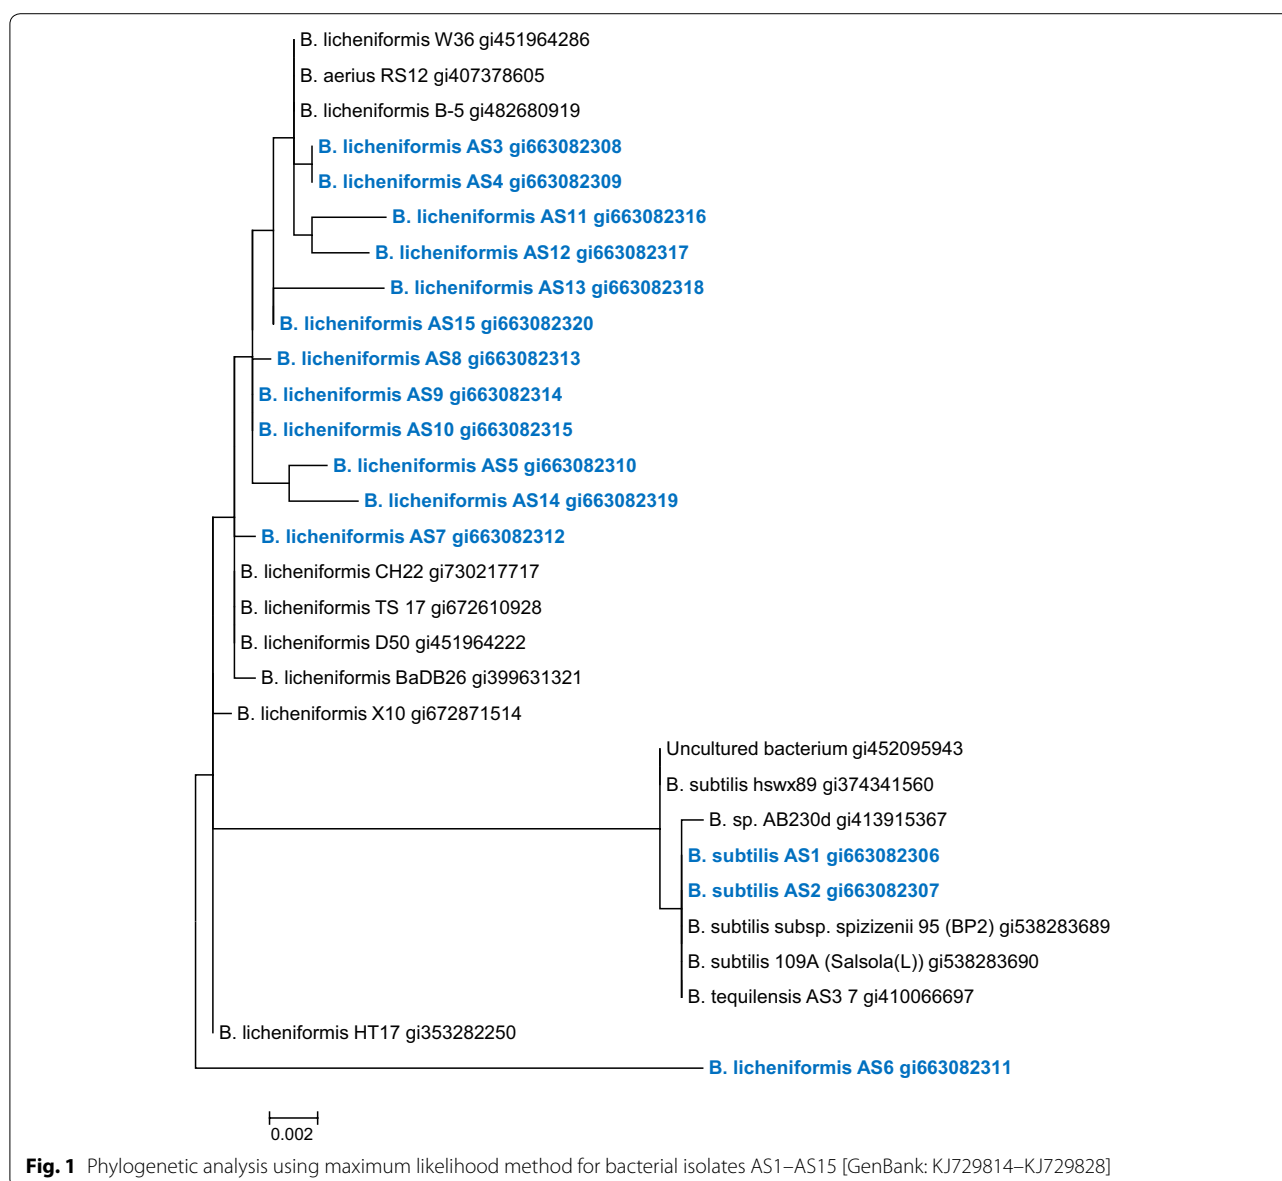 B. licheniformis W36 gi451964286
B. aerius RS12 gi407378605
B. licheniformis B-5 gi482680919
B. licheniformis AS3 gi663082308
B. licheniformis AS4 gi663082309
B. licheniformis AS11 gi663082316
B. licheniformis AS12 gi663082317
B. licheniformis AS13 gi663082318
B. licheniformis AS15 gi663082320
B. licheniformis AS8 gi663082313
B. licheniformis AS9 gi663082314
B. licheniformis AS10 gi663082315
B. licheniformis AS5 gi663082310
B. licheniformis AS14 gi663082319
B. licheniformis AS7 gi663082312
B. licheniformis CH22 gi730217717
B. licheniformis TS 17 gi672610928
B. licheniformis D50 gi451964222
B. licheniformis BaDB26 gi399631321
B. licheniformis X10 gi672871514
Uncultured bacterium gi452095943
B. subtilis hswx89 gi374341560
B. sp. AB230d gi413915367
B. subtilis AS1 gi663082306
B. subtilis AS2 gi663082307
B. subtilis subsp. spizizenii 95 (BP2) gi538283689
B. subtilis 109A (Salsola(L)) gi538283690
B. tequilensis AS3 7 gi410066697
B. licheniformis HT17 gi353282250
B. licheniformis AS6 gi663082311
0.002
Fig. 1 Phylogenetic analysis using maximum likelihood method for bacterial isolates AS1–AS15 [GenBank: KJ729814–KJ729828]